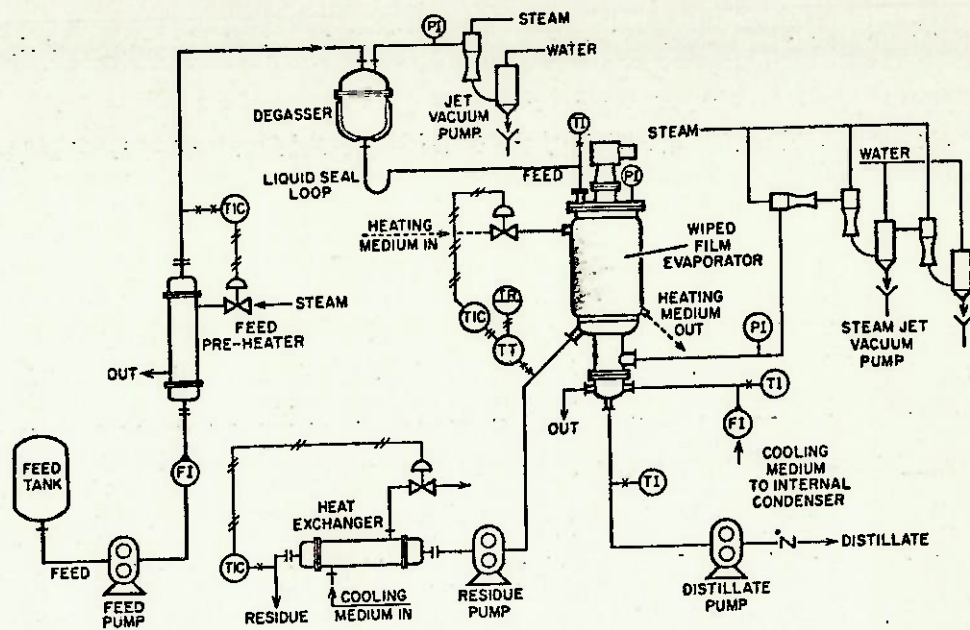 PI
STEAM
WATER
DEGASSER
JET
VACUUM
PUMP
LIQUID SEAL
LOOP
TI
FEED
PI
STEAM
WATER
TIC
HEATING
MEDIUM IN
WIPED
FILM
EVAPORATOR
STEAM
FEED
PRE-HEATER
HEATING
MEDIUM
OUT
TIC
TR
TT
PI
STEAM JET
VACUUM
PUMP
OUT
OUT
TI
FI
FEED
TANK
FI
COOLING
MEDIUM
TO INTERNAL
CONDENSER
TI
HEAT
EXCHANGER
TIC
FEED
FEED
PUMP
RESIDUE
COOLING
MEDIUM IN
RESIDUE
PUMP
DISTILLATE
DISTILLATE
PUMP